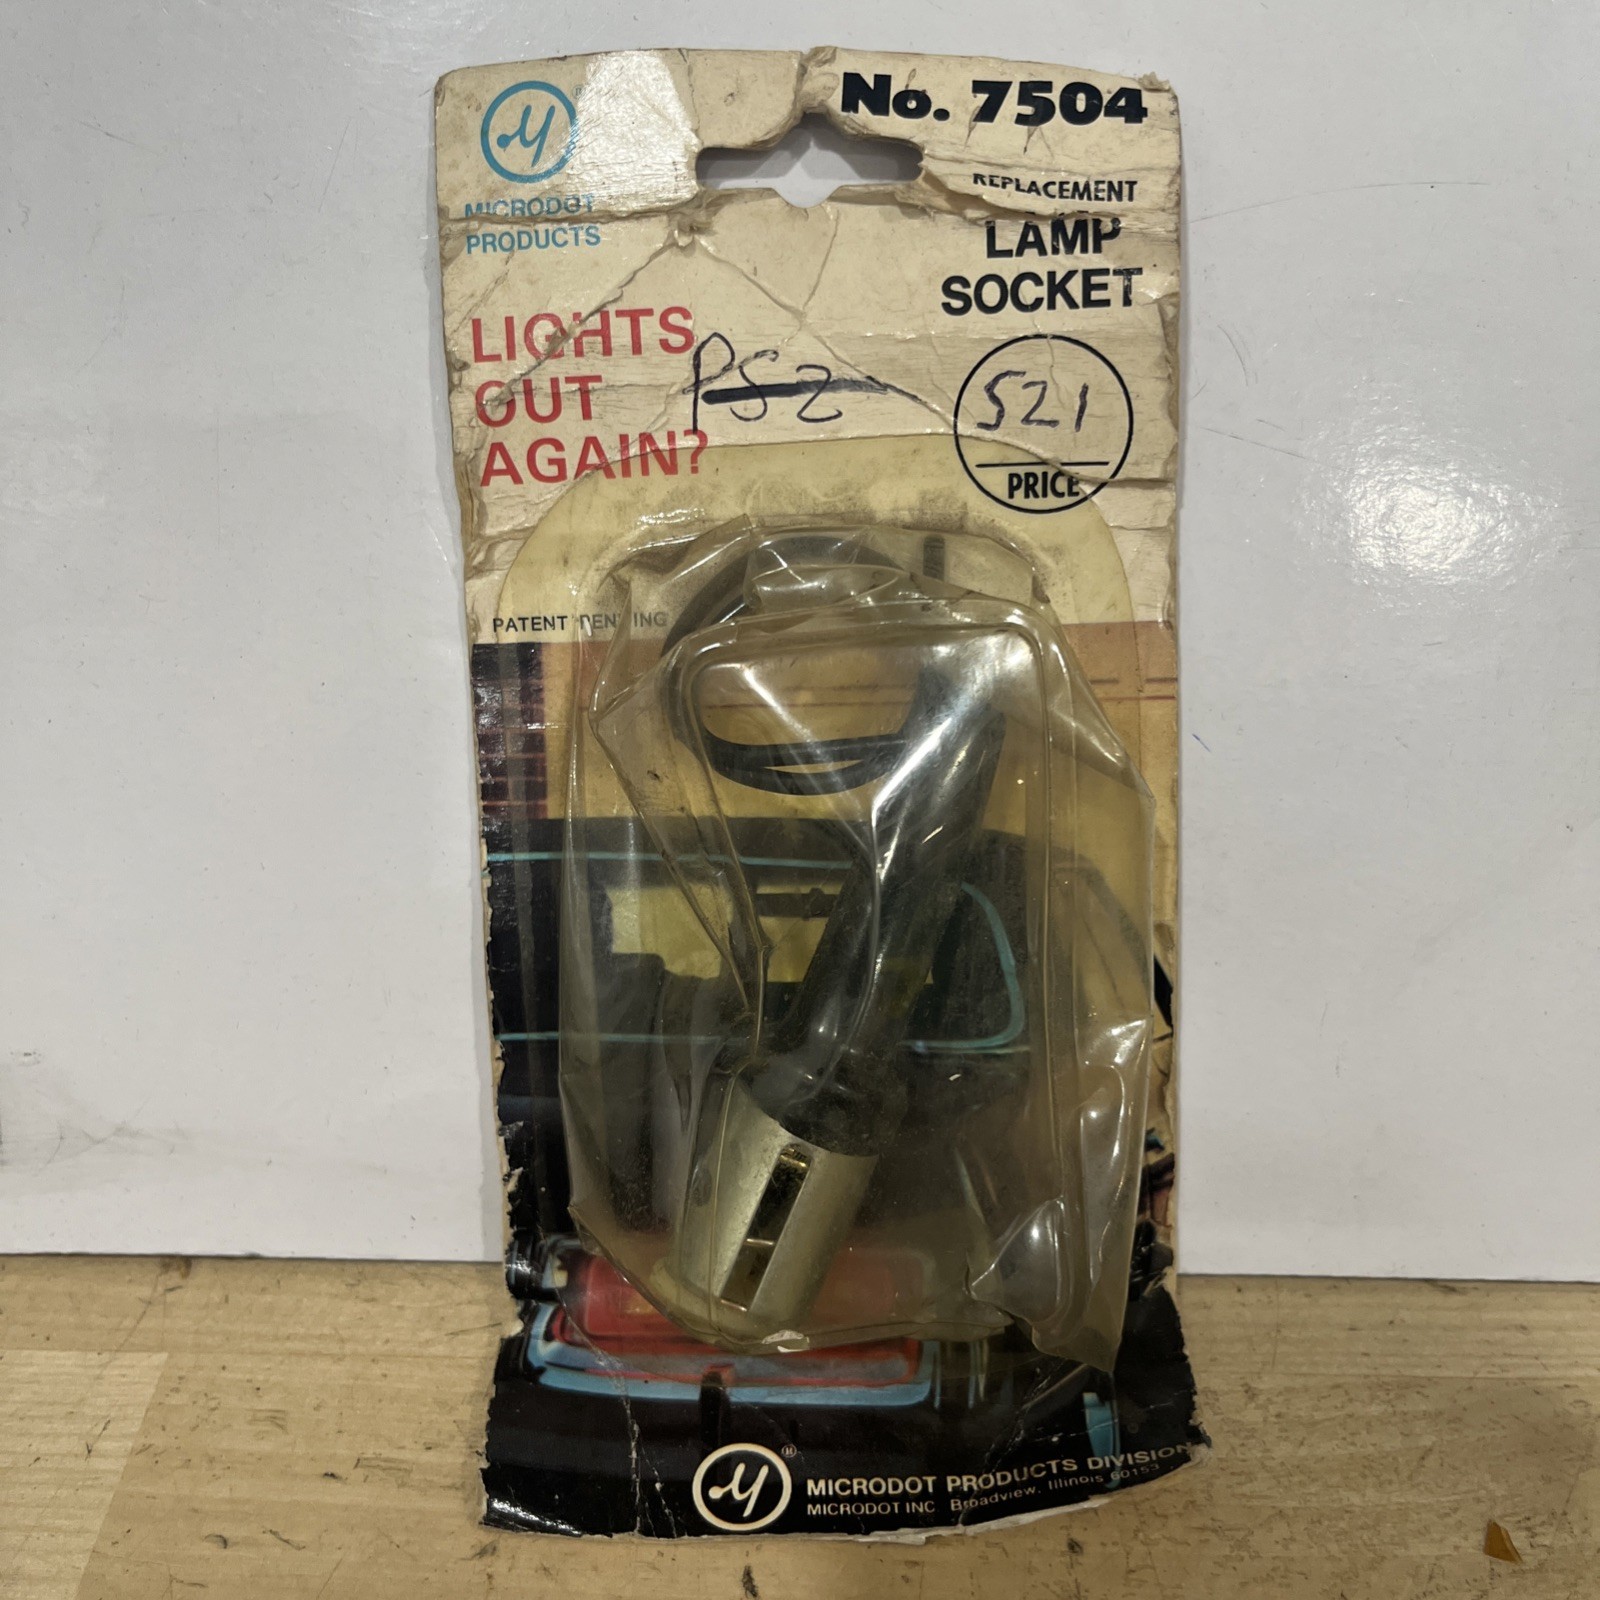 No. 7504
MICRODOT
PRODUCTS
REPLACEMENT
LAMP
SOCKET
LIGHTS
OUT
AGAIN?
PS2
521
PRICE
PATENT PENDING
MICRODOT PRODUCTS DIVISION
MICRODOT INC Broadview, Illinois 60153